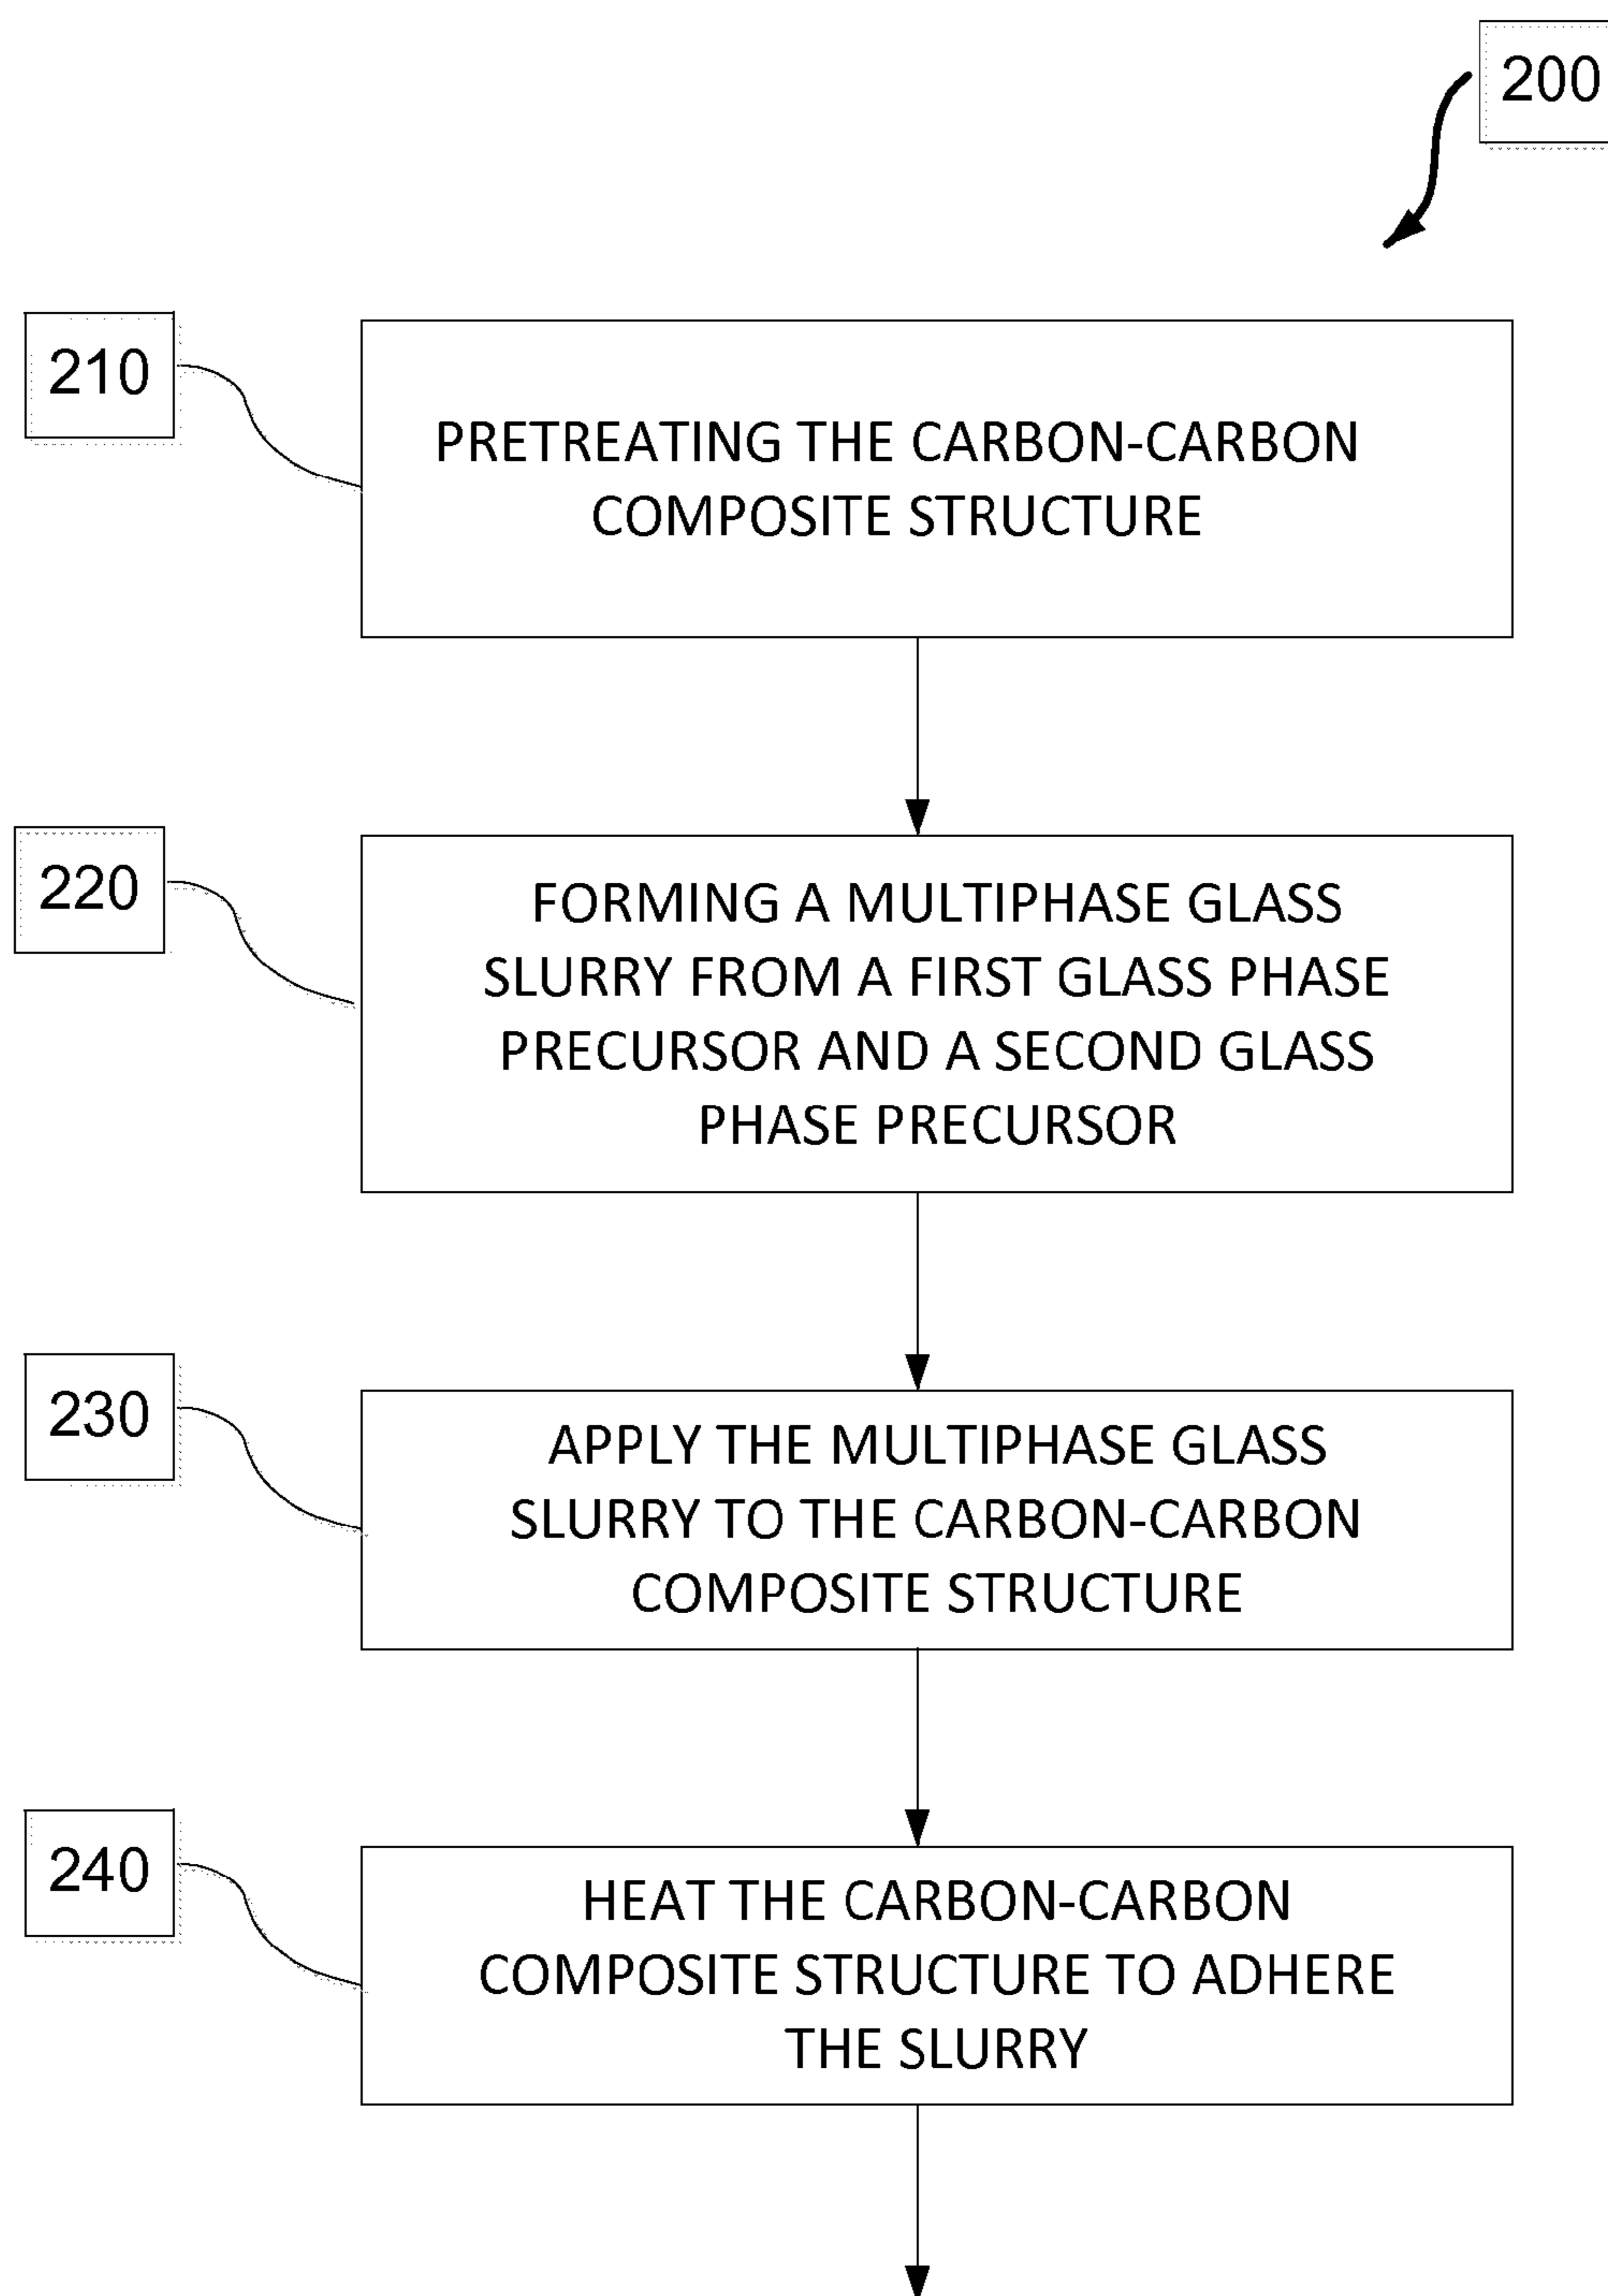 200
210
PRETREATING THE CARBON-CARBON
COMPOSITE STRUCTURE
220
FORMING A MULTIPHASE GLASS
SLURRY FROM A FIRST GLASS PHASE
PRECURSOR AND A SECOND GLASS
PHASE PRECURSOR
230
APPLY THE MULTIPHASE GLASS
SLURRY TO THE CARBON-CARBON
COMPOSITE STRUCTURE
240
HEAT THE CARBON-CARBON
COMPOSITE STRUCTURE TO ADHERE
THE SLURRY